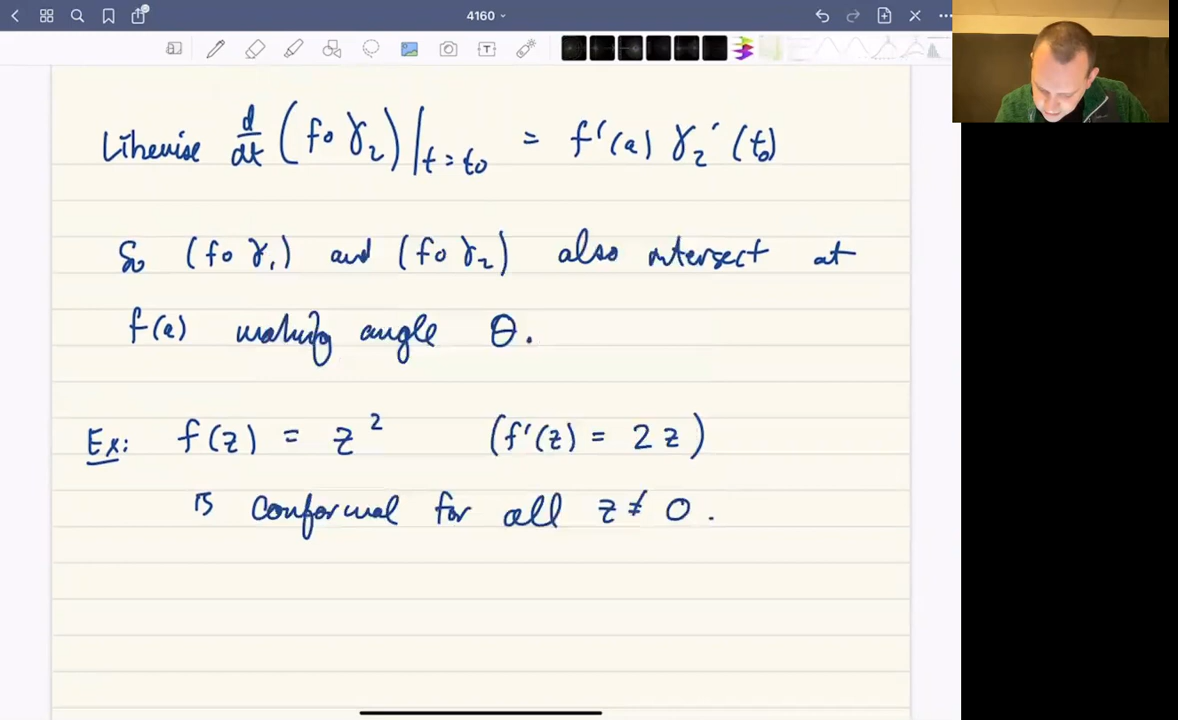 4160
Likewise d/dt (f∘γ₂)|t=t₀ = f'(a) γ₂'(t₀)
So (f∘γ₁) and (f∘γ₂) also intersect at
f(a) making angle θ.
Ex: f(z) = z² (f'(z) = 2z)
is conformal for all z ≠ 0.